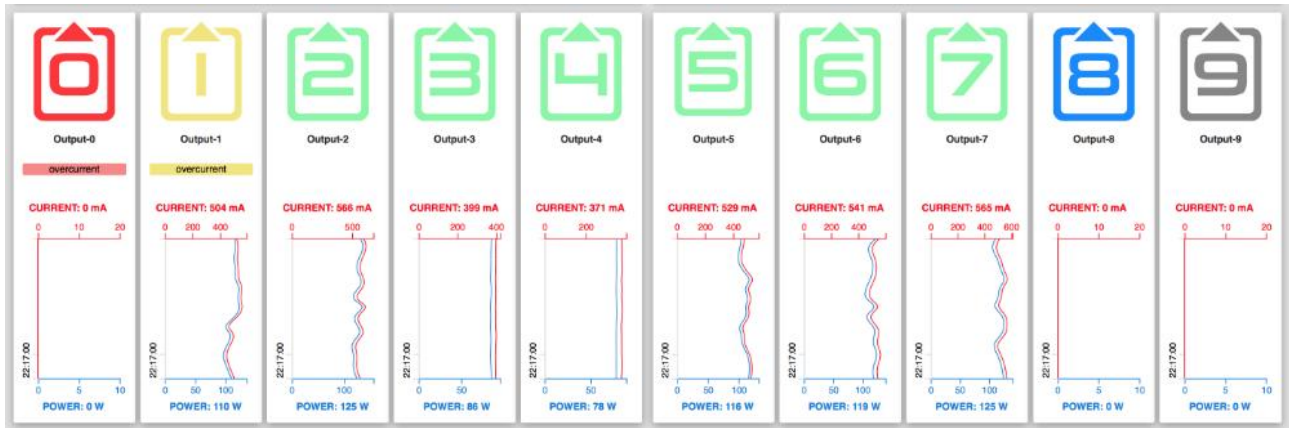 0
Output-0
overcurrent
CURRENT: 0 mA
0 10 20
22:17:00
0 5 10
POWER: 0 W
1
Output-1
overcurrent
CURRENT: 504 mA
0 200 400
22:17:00
0 50 100
POWER: 110 W
2
Output-2
CURRENT: 566 mA
0 500
22:17:00
0 100
POWER: 125 W
3
Output-3
CURRENT: 399 mA
0 200 400
22:17:00
0 50
POWER: 86 W
4
Output-4
CURRENT: 371 mA
0 200
22:17:00
0 50
POWER: 78 W
5
Output-5
CURRENT: 529 mA
0 200 400
22:17:00
0 50 100
POWER: 116 W
6
Output-6
CURRENT: 541 mA
0 200 400
22:17:00
0 50 100
POWER: 119 W
7
Output-7
CURRENT: 565 mA
0 200 400 600
22:17:00
0 50 100
POWER: 125 W
8
Output-8
CURRENT: 0 mA
0 10 20
22:17:00
0 5 10
POWER: 0 W
9
Output-9
CURRENT: 0 mA
0 10 20
22:17:00
0 5 10
POWER: 0 W